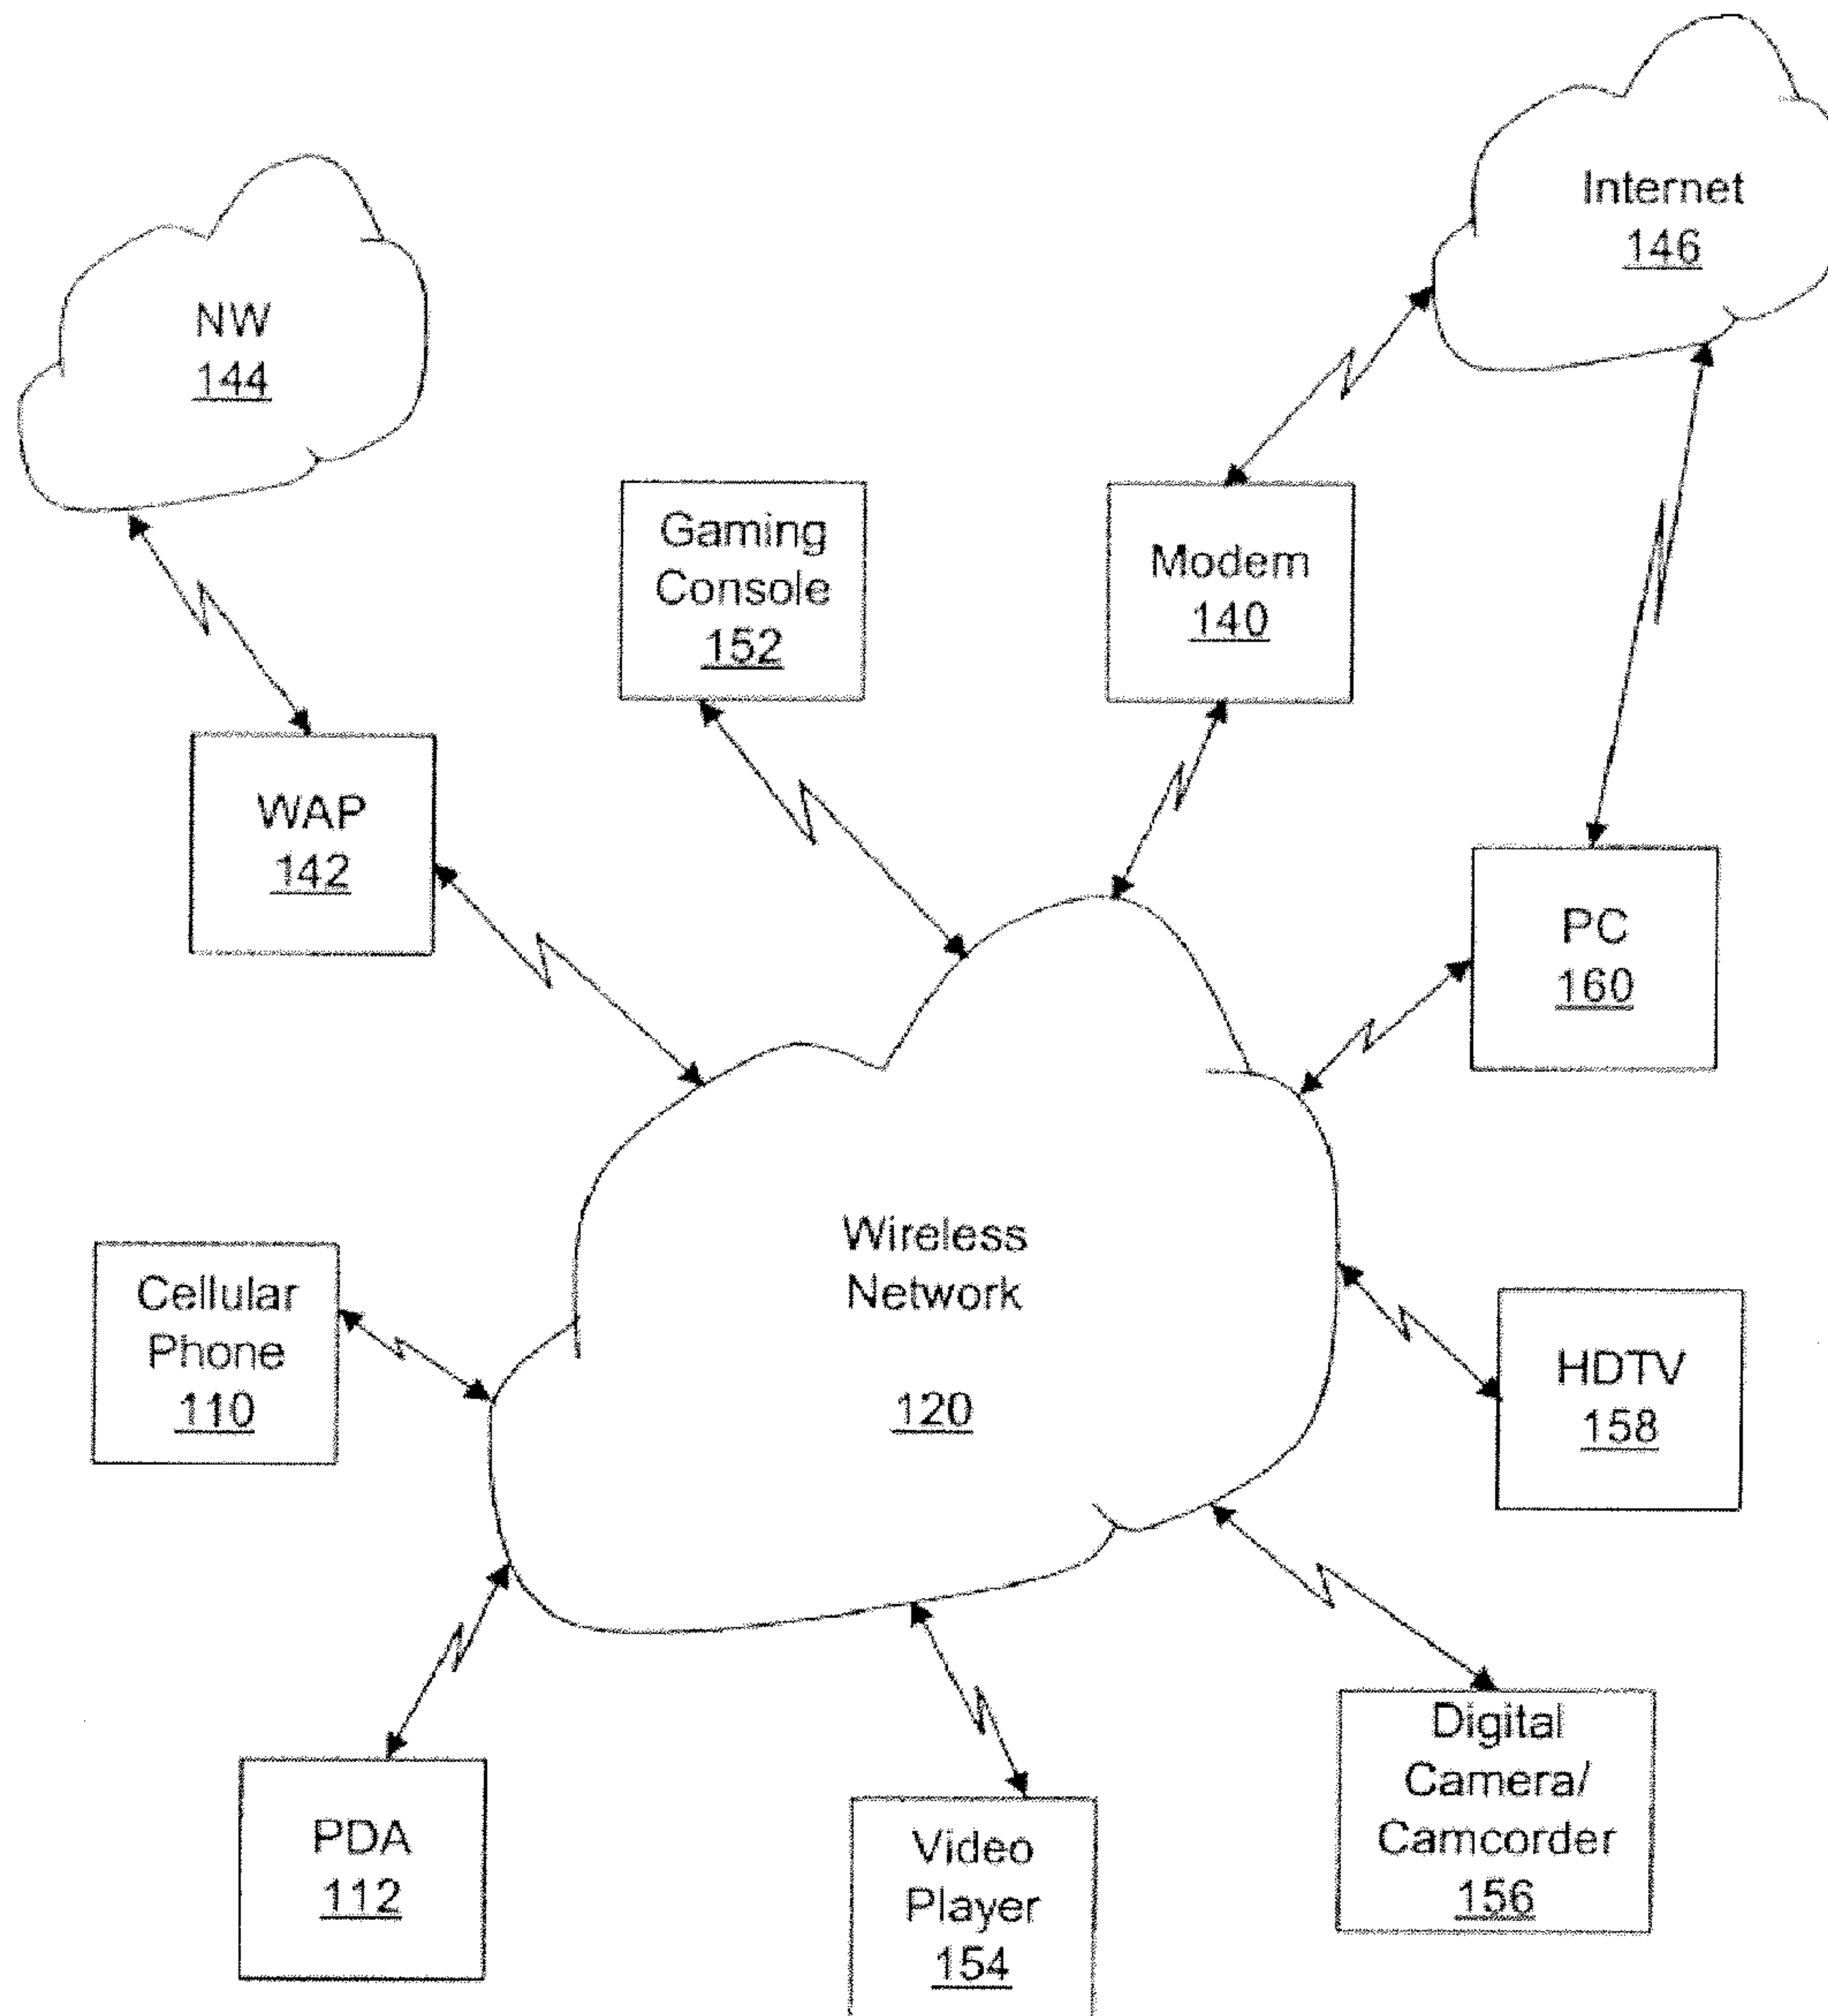 Internet
146
NW
144
Gaming
Console
152
Modem
140
WAP
142
PC
160
Wireless
Network
120
Cellular
Phone
110
HDTV
158
Digital
Camera/
Camcorder
156
PDA
112
Video
Player
154